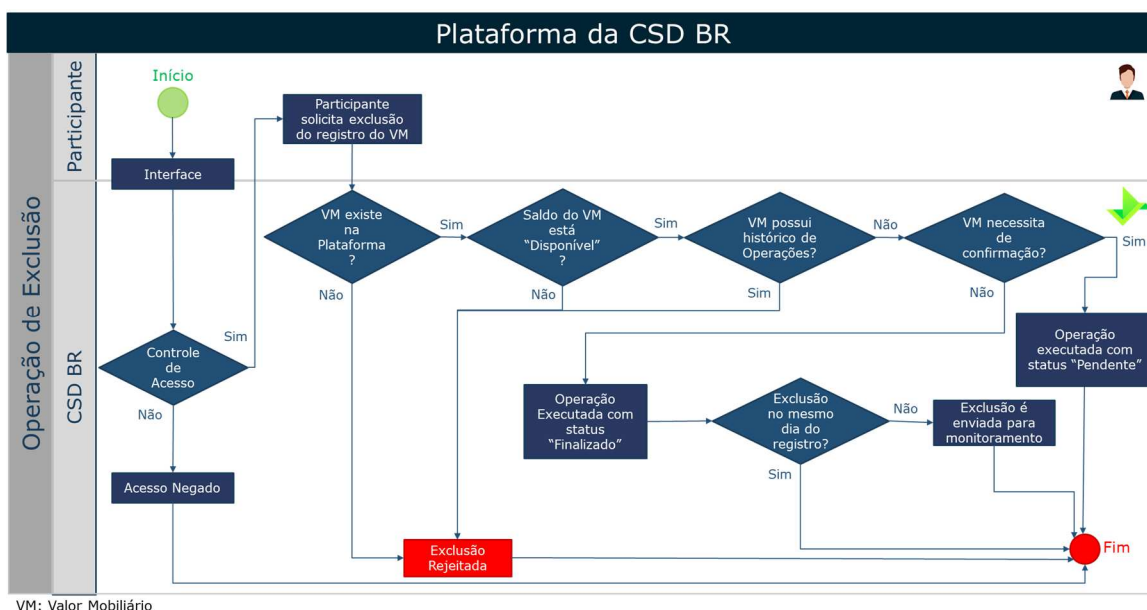 Plataforma da CSD BR
Operação de Exclusão
Participante
CSD BR
Início
Interface
Participante
solicita exclusão
do registro do VM
VM existe
na
Plataforma
?
Sim
Não
Saldo do VM
está
“Disponível”
?
Sim
Não
VM possui
histórico de
Operações?
Não
Sim
VM necessita
de
confirmação?
Sim
Não
Controle
de
Acesso
Sim
Não
Operação
executada com
status “Pendente”
Operação
Executada com
status
“Finalizado”
Exclusão
no mesmo
dia do
registro?
Não
Sim
Exclusão é
enviada para
monitoramento
Acesso Negado
Exclusão
Rejeitada
Fim
VM: Valor Mobiliário